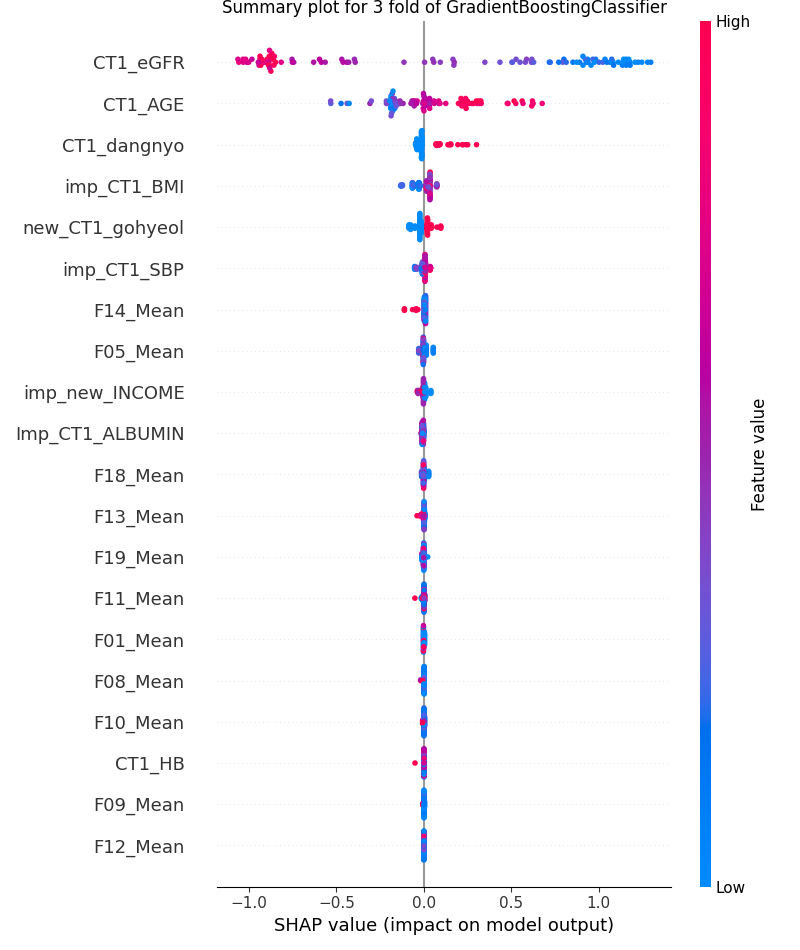 Summary plot for 3 fold of GradientBoostingClassifier
High
CT1_eGFR
CT1_AGE
CT1_dangnyo
imp_CT1_BMI
new_CT1_gohyeol
imp_CT1_SBP
F14_Mean
F05_Mean
imp_new_INCOME
Imp_CT1_ALBUMIN
F18_Mean
F13_Mean
F19_Mean
F11_Mean
F01_Mean
F08_Mean
F10_Mean
CT1_HB
F09_Mean
F12_Mean
Feature value
Low
−1.0 −0.5 0.0 0.5 1.0
SHAP value (impact on model output)